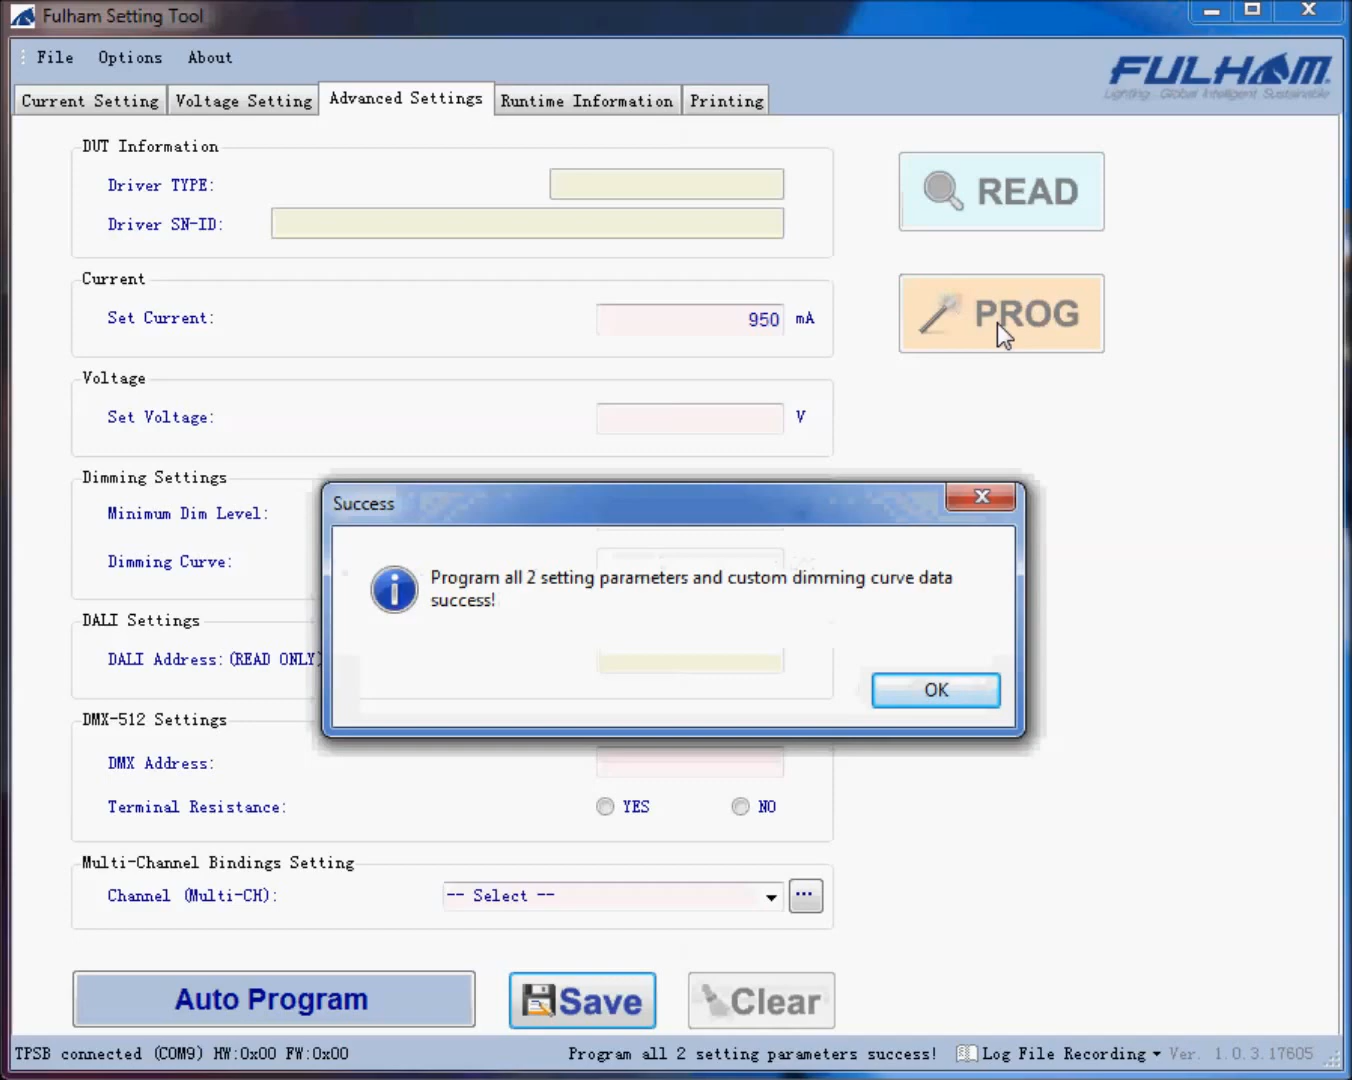 Fulham Setting Tool
File Options About
FULHAM
Lighting. Global Intelligent Sustainable
Current Setting Voltage Setting Advanced Settings Runtime Information Printing
DUT Information
Driver TYPE:
READ
Driver SN-ID:
Current
Set Current: 950 mA
PROG
Voltage
Set Voltage: V
Dimming Settings
Minimum Dim Level:
Dimming Curve:
Success
Program all 2 setting parameters and custom dimming curve data
success!
OK
DALI Settings
DALI Address:(READ ONLY)
DMX-512 Settings
DMX Address:
Terminal Resistance: YES NO
Multi-Channel Bindings Setting
Channel (Multi-CH): -- Select -- ...
Auto Program Save Clear
TPSB connected (COM9) HW:0x00 FW:0x00 Program all 2 setting parameters success! Log File Recording Ver. 1.0.3.17605